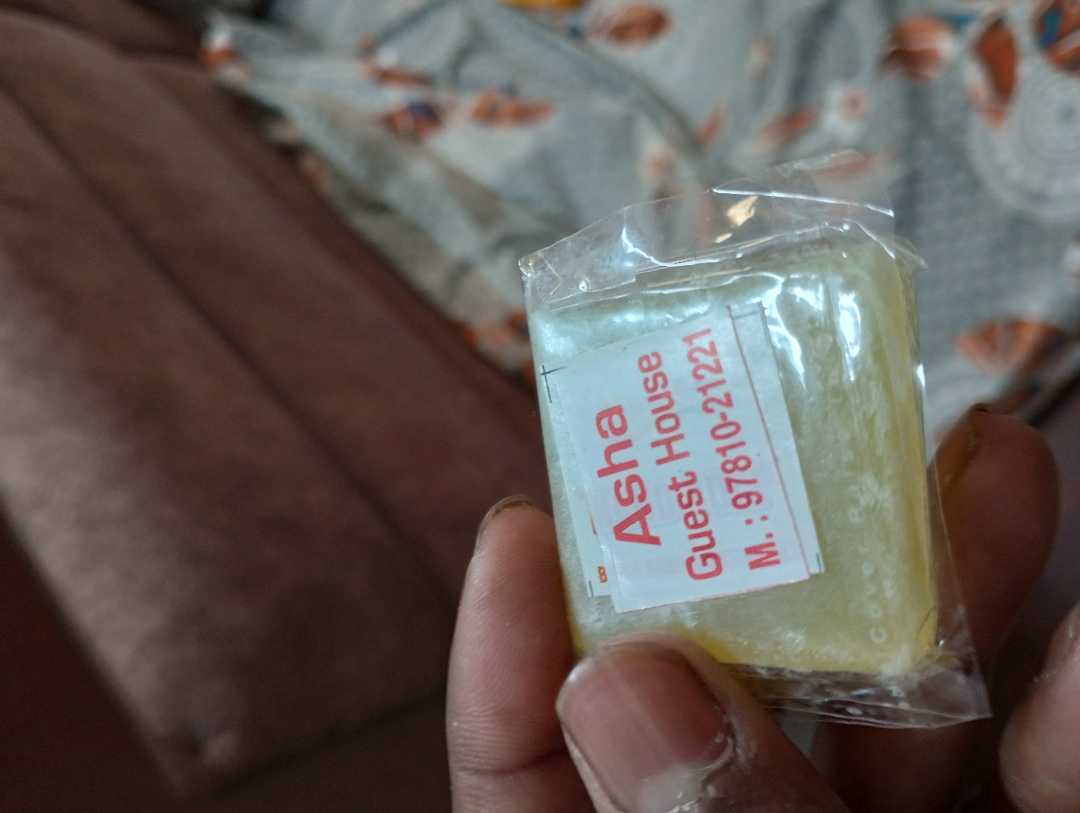 Asha
Guest House
M. : 97810-21221